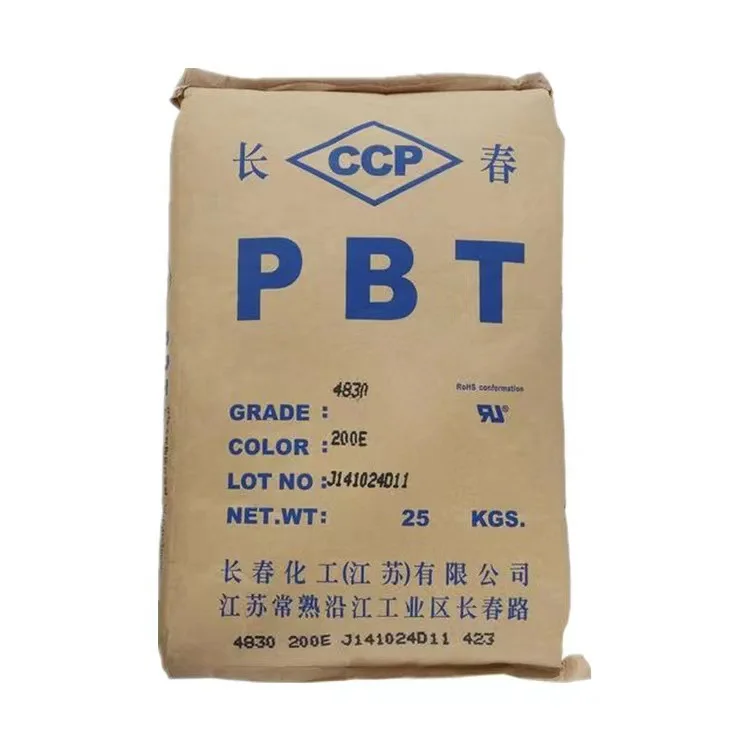 长 CCP 春
PBT
4830
RoHS conformation
GRADE :
COLOR : 200E
LOT NO : J141024D11
NET.WT: 25 KGS.
长春化工(江苏)有限公司
江苏常熟沿江工业区长春路
4830 200E J141024D11 423